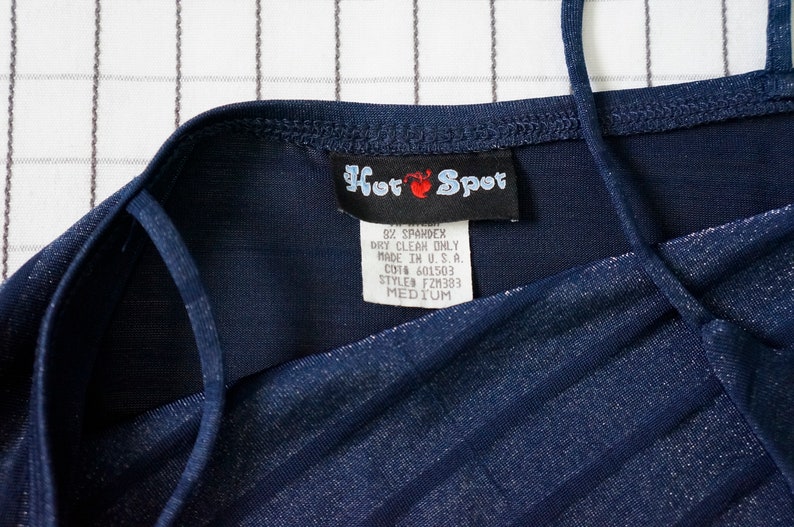 Hot Spot
8% SPANDEX
DRY CLEAN ONLY
MADE IN U.S.A.
CUT# 601503
STYLE# FZM383
MEDIUM